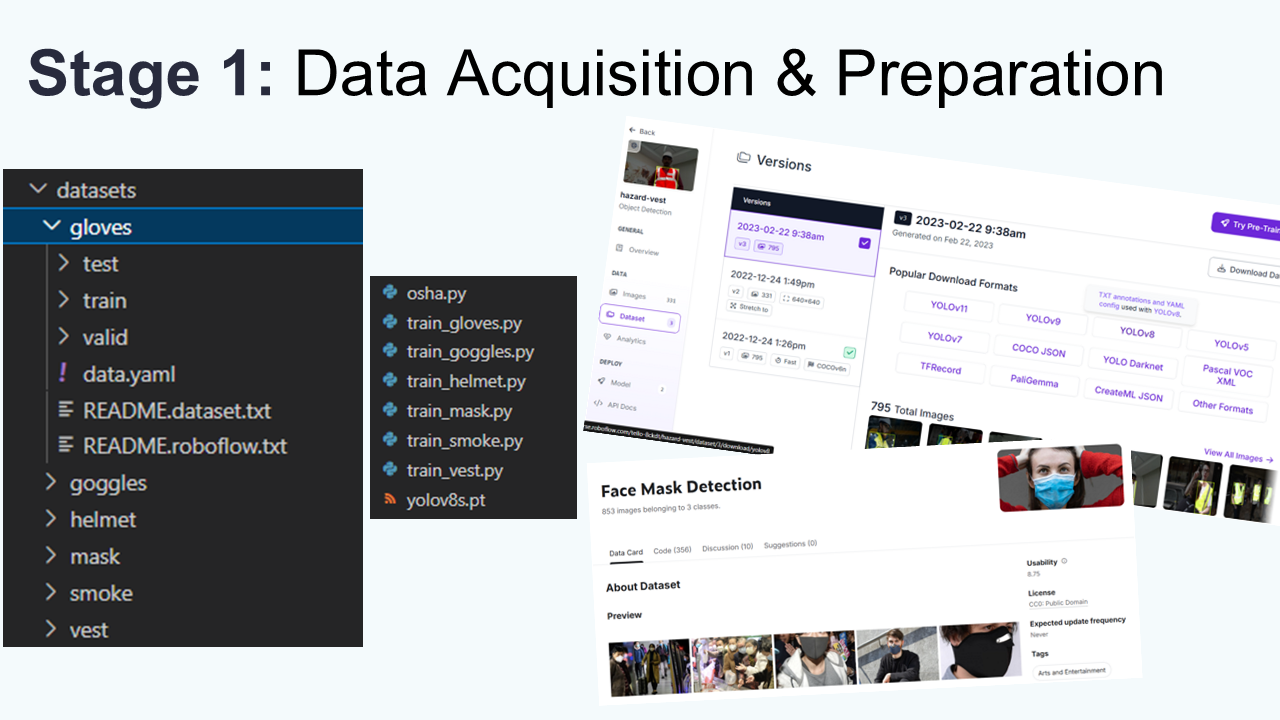 Stage 1: Data Acquisition & Preparation
datasets
gloves
test
train
valid
! data.yaml
README.dataset.txt
README.roboflow.txt
goggles
helmet
mask
smoke
vest
osha.py
train_gloves.py
train_goggles.py
train_helmet.py
train_mask.py
train_smoke.py
train_vest.py
yolov8s.pt
Back
hazard-vest
Object Detection
GENERAL
Overview
DATA
Images 331
Dataset 3
Analytics
DEPLOY
Model 2
API Docs
Versions
Versions
2023-02-22 9:38am
v3 795
2022-12-24 1:49pm
v2 331 640×640
Stretch to
2022-12-24 1:26pm
v1 795 Fast COCOv6n
v3 2023-02-22 9:38am
Generated on Feb 22, 2023
Try Pre-Train
Download Da
Popular Download Formats
TXT annotations and YAML
config used with YOLOv8.
YOLOv11 YOLOv9 YOLOv8 YOLOv5
YOLOv7 COCO JSON YOLO Darknet Pascal VOC
XML
TFRecord PaliGemma CreateML JSON Other Formats
795 Total Images
View All Images →
Face Mask Detection
853 images belonging to 3 classes.
Data Card Code (356) Discussion (10) Suggestions (0)
About Dataset
Preview
Usability
8.75
License
CC0: Public Domain
Expected update frequency
Never
Tags
Arts and Entertainment